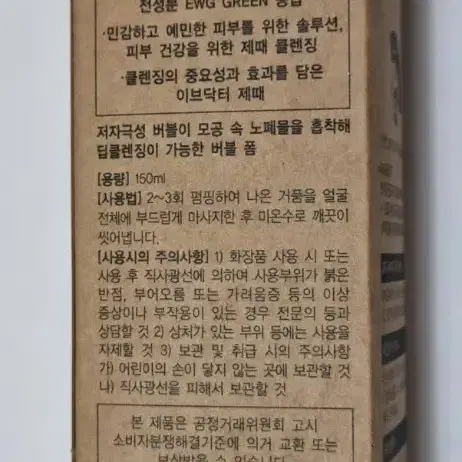 전성분 EWG GREEN 등급
·민감하고 예민한 피부를 위한 솔루션,
피부 건강을 위한 제때 클렌징
·클렌징의 중요성과 효과를 담은
이브닥터 제때
저자극성 버블이 모공 속 노폐물을 흡착해
딥클렌징이 가능한 버블 폼
[용량] 150ml
[사용법] 2~3회 펌핑하여 나온 거품을 얼굴
전체에 부드럽게 마사지한 후 미온수로 깨끗이
씻어냅니다.
[사용시의 주의사항] 1) 화장품 사용 시 또는
사용 후 직사광선에 의하여 사용부위가 붉은
반점, 부어오름 또는 가려움증 등의 이상
증상이나 부작용이 있는 경우 전문의 등과
상담할 것 2) 상처가 있는 부위 등에는 사용을
자제할 것 3) 보관 및 취급 시의 주의사항
가) 어린이의 손이 닿지 않는 곳에 보관할 것
나) 직사광선을 피해서 보관할 것
본 제품은 공정거래위원회 고시
소비자분쟁해결기준에 의거 교환 또는
보상받을 수 있습니다.